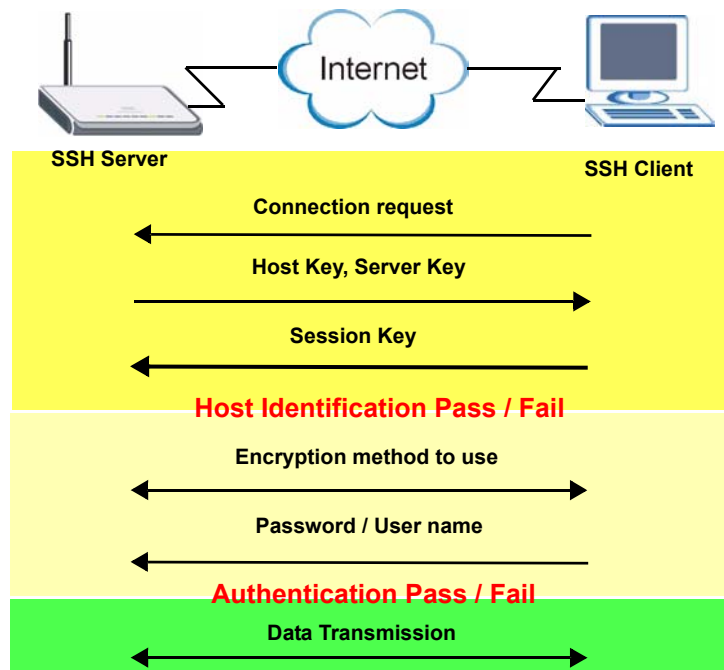 Internet
SSH Server
SSH Client
Connection request
Host Key, Server Key
Session Key
Host Identification Pass / Fail
Encryption method to use
Password / User name
Authentication Pass / Fail
Data Transmission